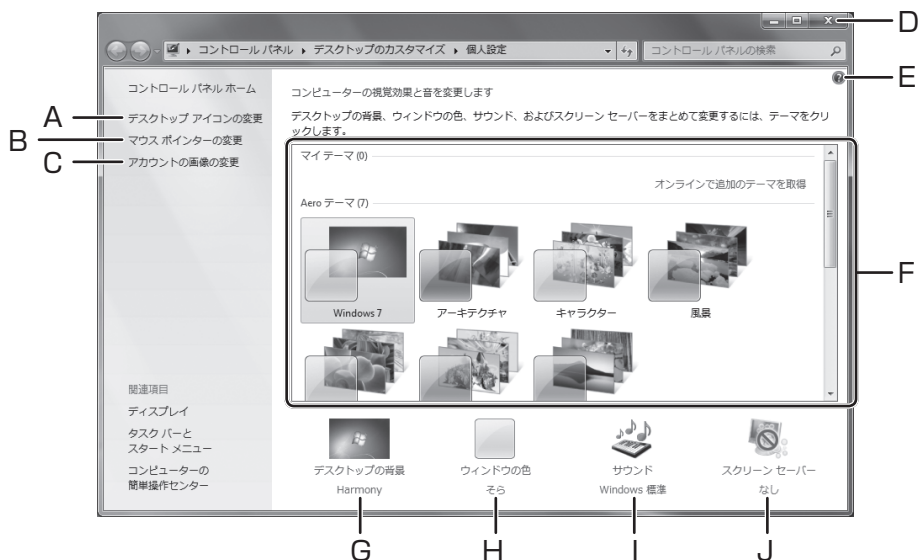 D
コントロール パネル ▸ デスクトップのカスタマイズ ▸ 個人設定
コントロール パネルの検索
E
コントロール パネル ホーム
A
デスクトップ アイコンの変更
B
マウス ポインターの変更
C
アカウントの画像の変更
コンピューターの視覚効果と音を変更します
デスクトップの背景、ウィンドウの色、サウンド、およびスクリーン セーバーをまとめて変更するには、テーマをクリ
ックします。
マイ テーマ (0)
オンラインで追加のテーマを取得
Aero テーマ (7)
F
Windows 7
アーキテクチャ
キャラクター
風景
関連項目
ディスプレイ
タスク バーと
スタート メニュー
コンピューターの
簡単操作センター
デスクトップの背景
Harmony
ウィンドウの色
そら
サウンド
Windows 標準
スクリーン セーバー
なし
G
H
I
J